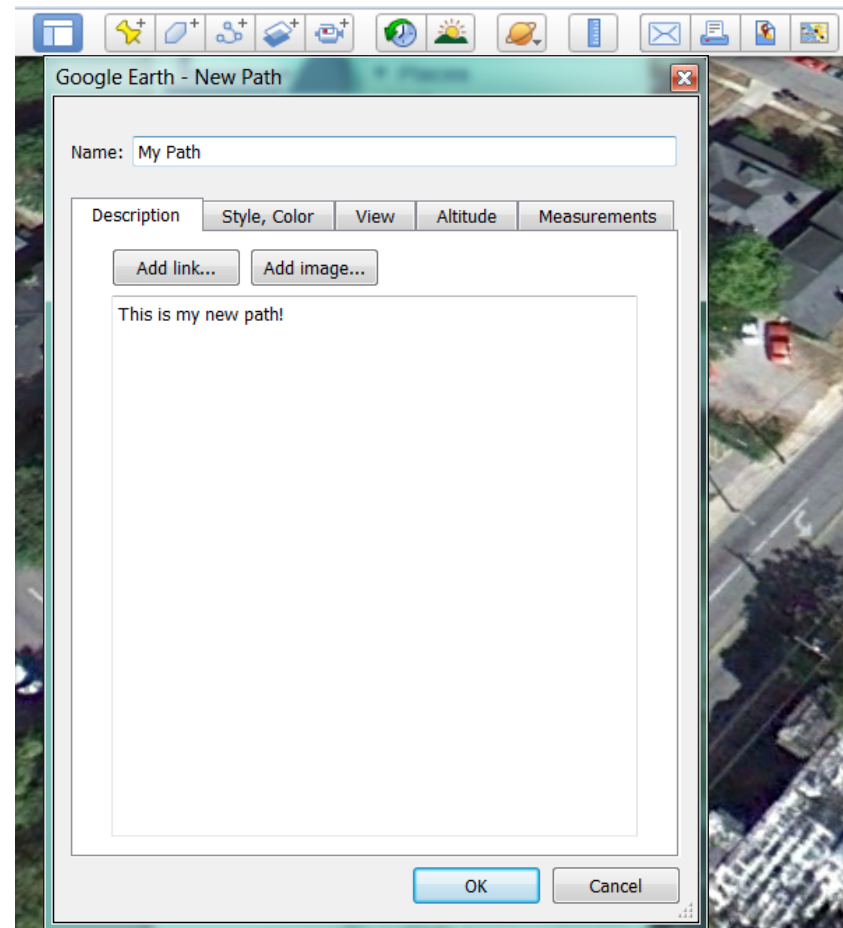 Google Earth - New Path
Name: My Path
Description Style, Color View Altitude Measurements
Add link... Add image...
This is my new path!
OK Cancel